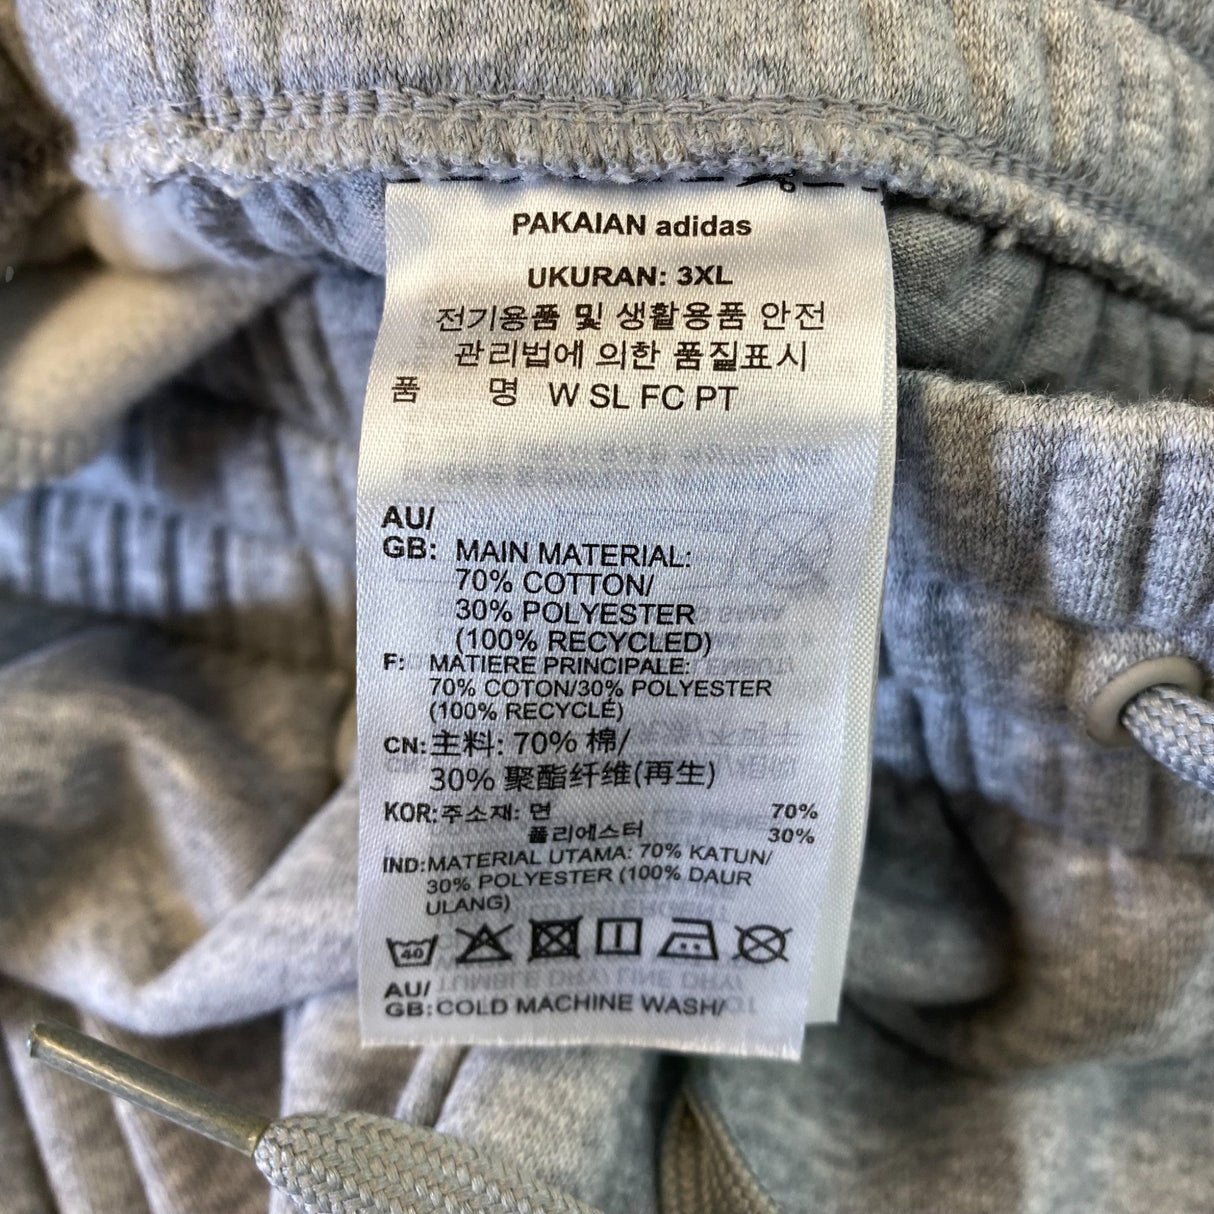 PAKAIAN adidas
UKURAN: 3XL
전기용품 및 생활용품 안전
관리법에 의한 품질표시
품 명 W SL FC PT
AU/
GB: MAIN MATERIAL:
70% COTTON/
30% POLYESTER
(100% RECYCLED)
F: MATIERE PRINCIPALE:
70% COTON/30% POLYESTER
(100% RECYCLÉ)
CN: 主料: 70% 棉/
30% 聚酯纤维(再生)
KOR: 주소재: 면 70%
폴리에스터 30%
IND: MATERIAL UTAMA: 70% KATUN/
30% POLYESTER (100% DAUR
ULANG)
40
AU/
GB: COLD MACHINE WASH/